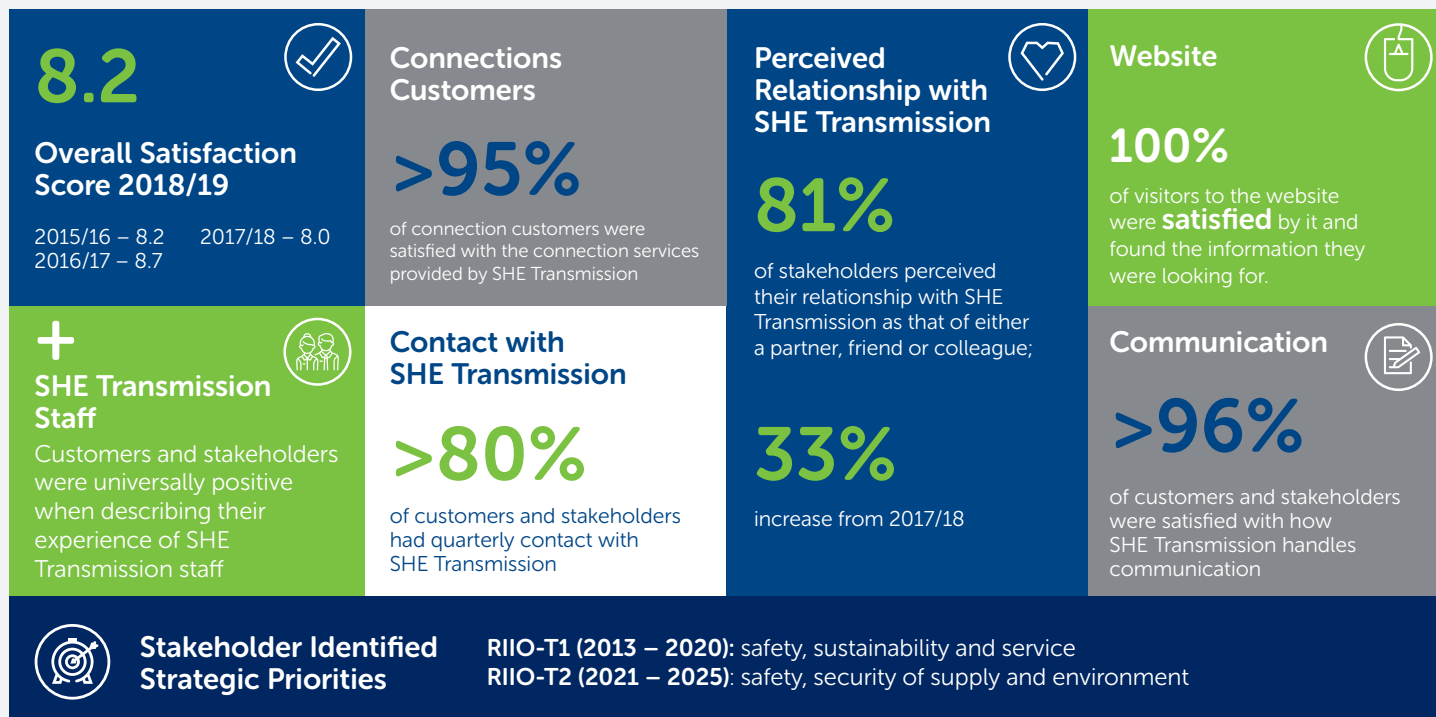 8.2
Overall Satisfaction
Score 2018/19
2015/16 – 8.2 2017/18 – 8.0
2016/17 – 8.7
Connections
Customers
>95%
of connection customers were
satisfied with the connection services
provided by SHE Transmission
Perceived
Relationship with
SHE Transmission
81%
of stakeholders perceived
their relationship with SHE
Transmission as that of either
a partner, friend or colleague;
33%
increase from 2017/18
Website
100%
of visitors to the website
were satisfied by it and
found the information they
were looking for.
+
SHE Transmission
Staff
Customers and stakeholders
were universally positive
when describing their
experience of SHE
Transmission staff
Contact with
SHE Transmission
>80%
of customers and stakeholders
had quarterly contact with
SHE Transmission
Communication
>96%
of customers and stakeholders
were satisfied with how
SHE Transmission handles
communication
Stakeholder Identified
Strategic Priorities
RIIO-T1 (2013 – 2020): safety, sustainability and service
RIIO-T2 (2021 – 2025): safety, security of supply and environment